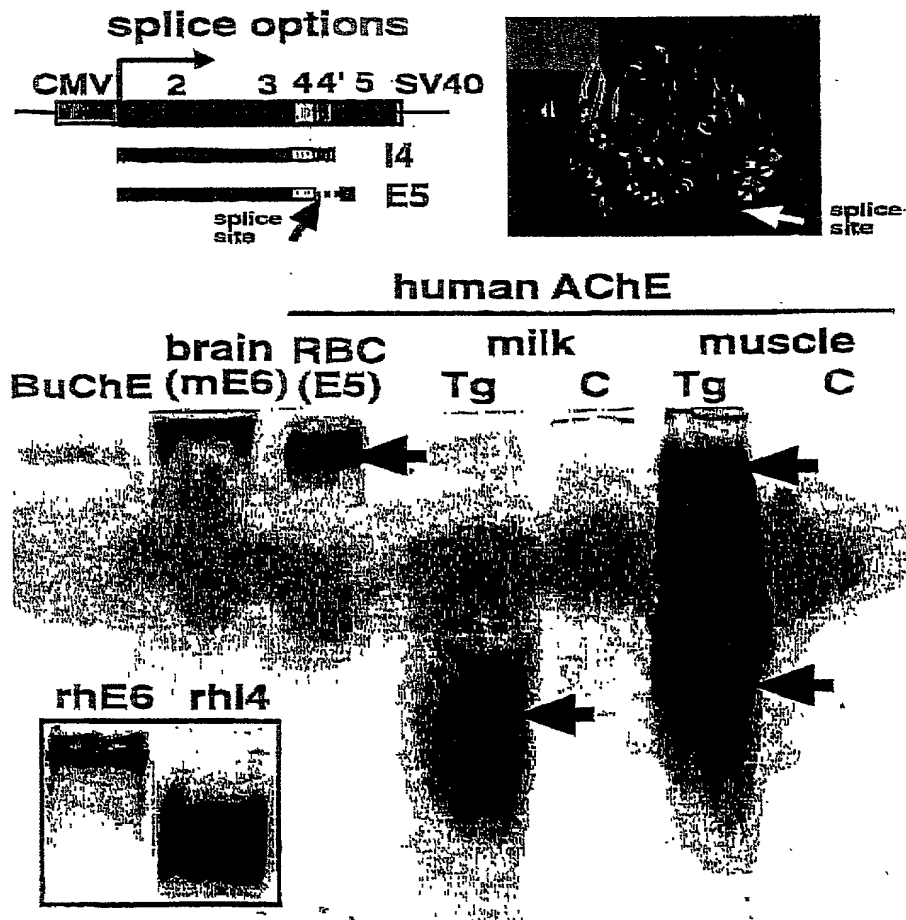 splice options
CMV 2 3 4 4' 5 SV40
I4
E5
splice
site
splice
site
human AChE
brain RBC milk muscle
BuChE (mE6) (E5) Tg C Tg C
rhE6 rhI4